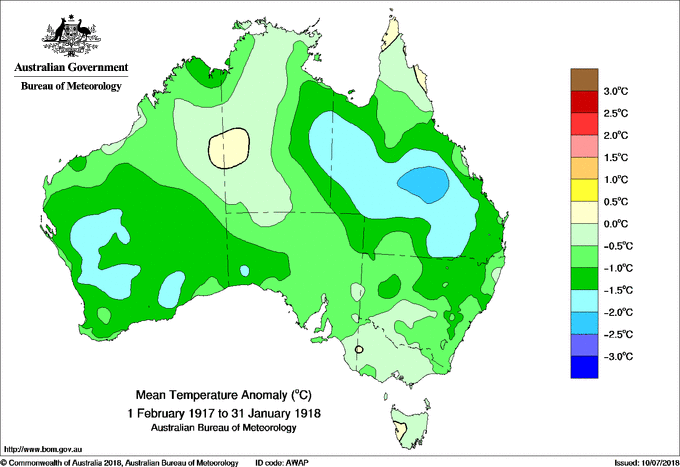 Australian Government
Bureau of Meteorology
3.0°C
2.5°C
2.0°C
1.5°C
1.0°C
0.5°C
0.0°C
-0.5°C
-1.0°C
-1.5°C
-2.0°C
-2.5°C
-3.0°C
Mean Temperature Anomaly (°C)
1 February 1917 to 31 January 1918
Australian Bureau of Meteorology
http://www.bom.gov.au
© Commonwealth of Australia 2018, Australian Bureau of Meteorology ID code: AWAP Issued: 10/07/2018